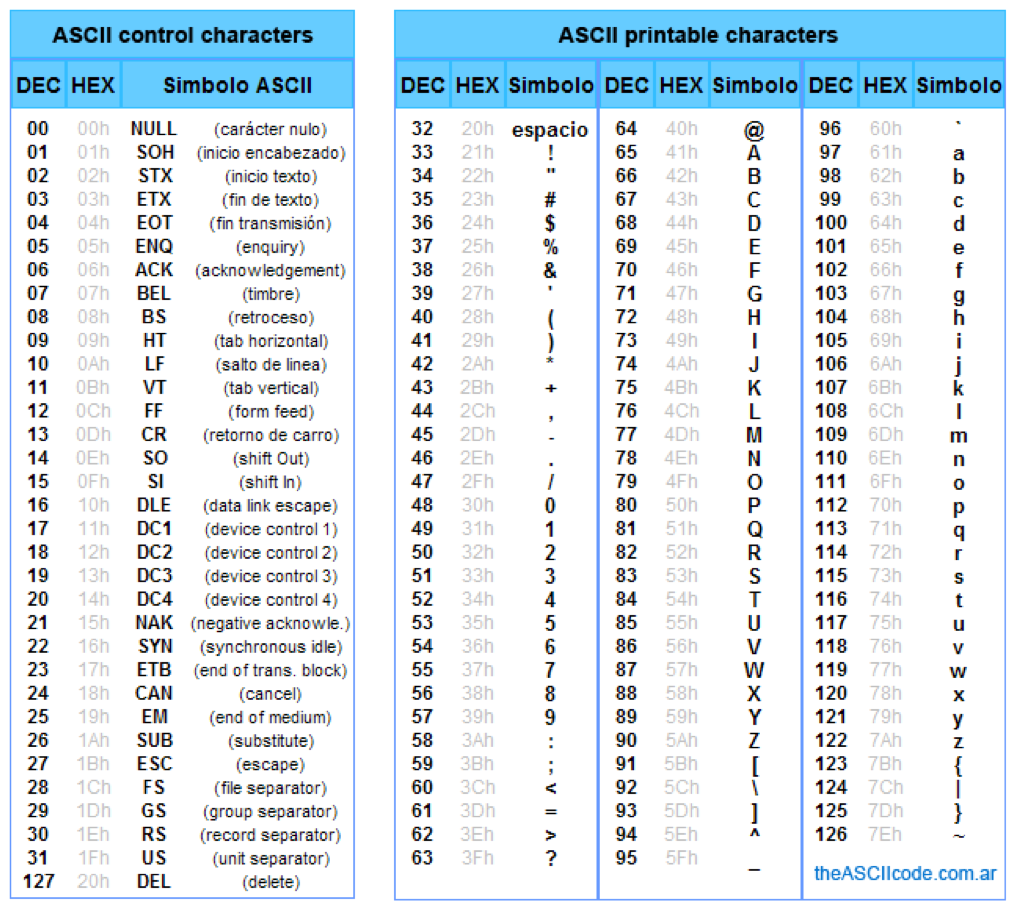 ASCII control characters
DEC HEX Simbolo ASCII
00 00h NULL (carácter nulo)
01 01h SOH (inicio encabezado)
02 02h STX (inicio texto)
03 03h ETX (fin de texto)
04 04h EOT (fin transmisión)
05 05h ENQ (enquiry)
06 06h ACK (acknowledgement)
07 07h BEL (timbre)
08 08h BS (retroceso)
09 09h HT (tab horizontal)
10 0Ah LF (salto de linea)
11 0Bh VT (tab vertical)
12 0Ch FF (form feed)
13 0Dh CR (retorno de carro)
14 0Eh SO (shift Out)
15 0Fh SI (shift In)
16 10h DLE (data link escape)
17 11h DC1 (device control 1)
18 12h DC2 (device control 2)
19 13h DC3 (device control 3)
20 14h DC4 (device control 4)
21 15h NAK (negative acknowle.)
22 16h SYN (synchronous idle)
23 17h ETB (end of trans. block)
24 18h CAN (cancel)
25 19h EM (end of medium)
26 1Ah SUB (substitute)
27 1Bh ESC (escape)
28 1Ch FS (file separator)
29 1Dh GS (group separator)
30 1Eh RS (record separator)
31 1Fh US (unit separator)
127 20h DEL (delete)
ASCII printable characters
DEC HEX Simbolo DEC HEX Simbolo DEC HEX Simbolo
32 20h espacio 64 40h @ 96 60h `
33 21h ! 65 41h A 97 61h a
34 22h " 66 42h B 98 62h b
35 23h # 67 43h C 99 63h c
36 24h $ 68 44h D 100 64h d
37 25h % 69 45h E 101 65h e
38 26h & 70 46h F 102 66h f
39 27h ' 71 47h G 103 67h g
40 28h ( 72 48h H 104 68h h
41 29h ) 73 49h I 105 69h i
42 2Ah * 74 4Ah J 106 6Ah j
43 2Bh + 75 4Bh K 107 6Bh k
44 2Ch , 76 4Ch L 108 6Ch l
45 2Dh - 77 4Dh M 109 6Dh m
46 2Eh . 78 4Eh N 110 6Eh n
47 2Fh / 79 4Fh O 111 6Fh o
48 30h 0 80 50h P 112 70h p
49 31h 1 81 51h Q 113 71h q
50 32h 2 82 52h R 114 72h r
51 33h 3 83 53h S 115 73h s
52 34h 4 84 54h T 116 74h t
53 35h 5 85 55h U 117 75h u
54 36h 6 86 56h V 118 76h v
55 37h 7 87 57h W 119 77h w
56 38h 8 88 58h X 120 78h x
57 39h 9 89 59h Y 121 79h y
58 3Ah : 90 5Ah Z 122 7Ah z
59 3Bh ; 91 5Bh [ 123 7Bh {
60 3Ch < 92 5Ch \ 124 7Ch |
61 3Dh = 93 5Dh ] 125 7Dh }
62 3Eh > 94 5Eh ^ 126 7Eh ~
63 3Fh ? 95 5Fh _
theASCIIcode.com.ar